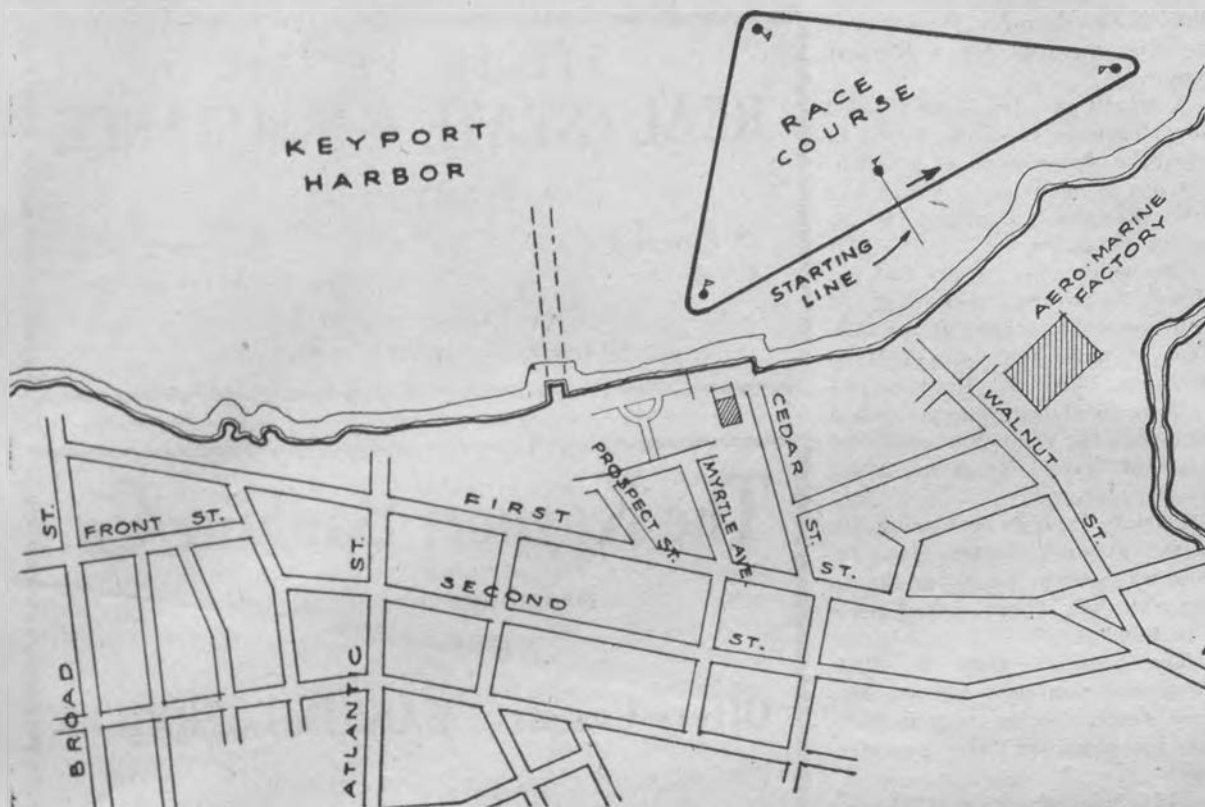 KEYPORT
HARBOR
RACE
COURSE
STARTING
LINE
AERO-MARINE
FACTORY
CEDAR ST.
WALNUT ST.
PROSPECT ST.
MYRTLE AVE.
FIRST ST.
FRONT ST.
SECOND ST.
BROAD ST.
ATLANTIC ST.